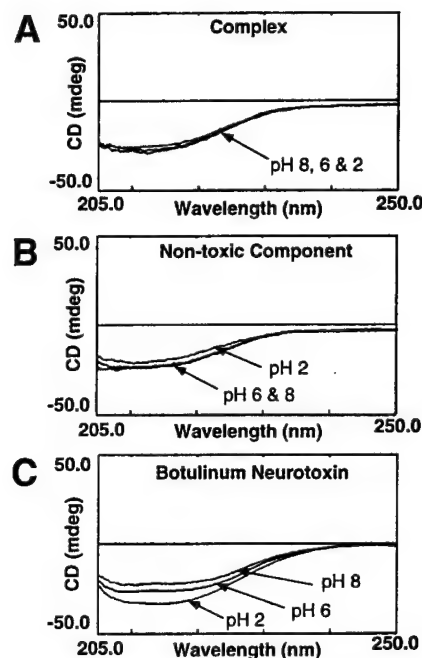 A
Complex
50.0
CD (mdeg)
pH 8, 6 & 2
-50.0
205.0
Wavelength (nm)
250.0
B
Non-toxic Component
50.0
CD (mdeg)
pH 2
pH 6 & 8
-50.0
205.0
Wavelength (nm)
250.0
C
Botulinum Neurotoxin
50.0
CD (mdeg)
pH 8
pH 6
pH 2
-50.0
205.0
Wavelength (nm)
250.0